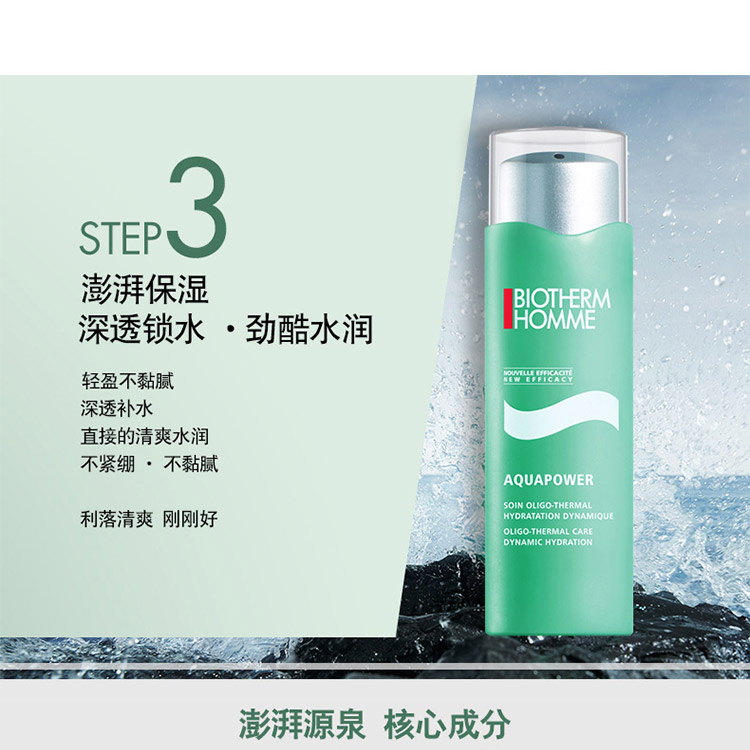 STEP3
澎湃保湿
深透锁水 · 劲酷水润
轻盈不黏腻
深透补水
直接的清爽水润
不紧绷 · 不黏腻
利落清爽 刚刚好
BIOTHERM
HOMME
NOUVELLE EFFICACITÉ
NEW EFFICACY
AQUAPOWER
SOIN OLIGO-THERMAL
HYDRATATION DYNAMIQUE
OLIGO-THERMAL CARE
DYNAMIC HYDRATION
澎湃源泉 核心成分